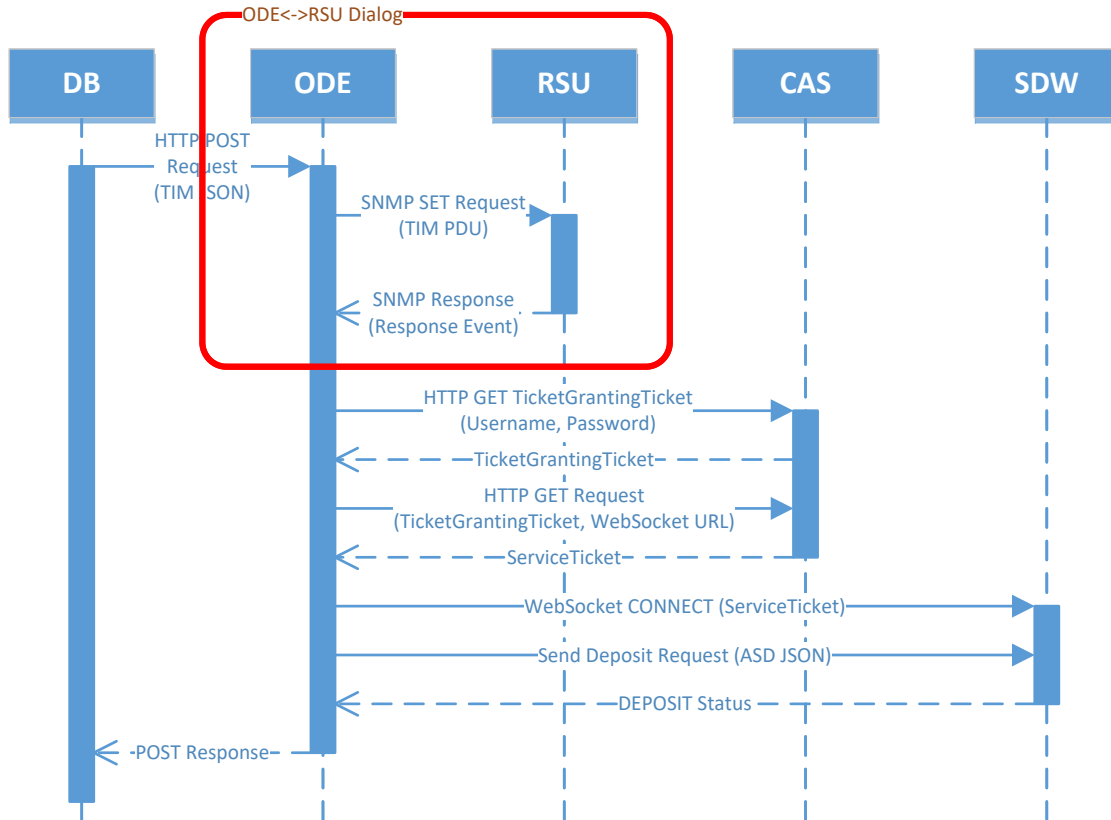 ODE<->RSU Dialog
DB
ODE
RSU
CAS
SDW
HTTP POST
Request
(TIM JSON)
SNMP SET Request
(TIM PDU)
SNMP Response
(Response Event)
HTTP GET TicketGrantingTicket
(Username, Password)
TicketGrantingTicket
HTTP GET Request
(TicketGrantingTicket, WebSocket URL)
ServiceTicket
WebSocket CONNECT (ServiceTicket)
Send Deposit Request (ASD JSON)
DEPOSIT Status
POST Response